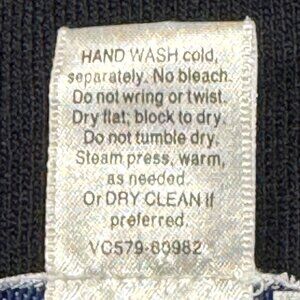 HAND WASH cold,
separately. No bleach.
Do not wring or twist.
Dry flat; block to dry.
Do not tumble dry.
Steam press, warm,
as needed.
Or DRY CLEAN if
preferred.
VC579-80982